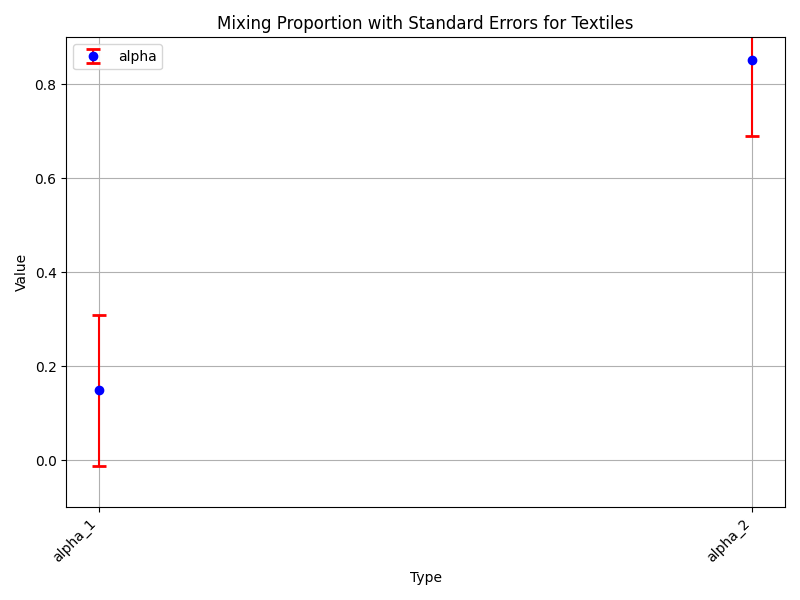 Mixing Proportion with Standard Errors for Textiles
alpha
Value
0.8
0.6
0.4
0.2
0.0
alpha_1
alpha_2
Type